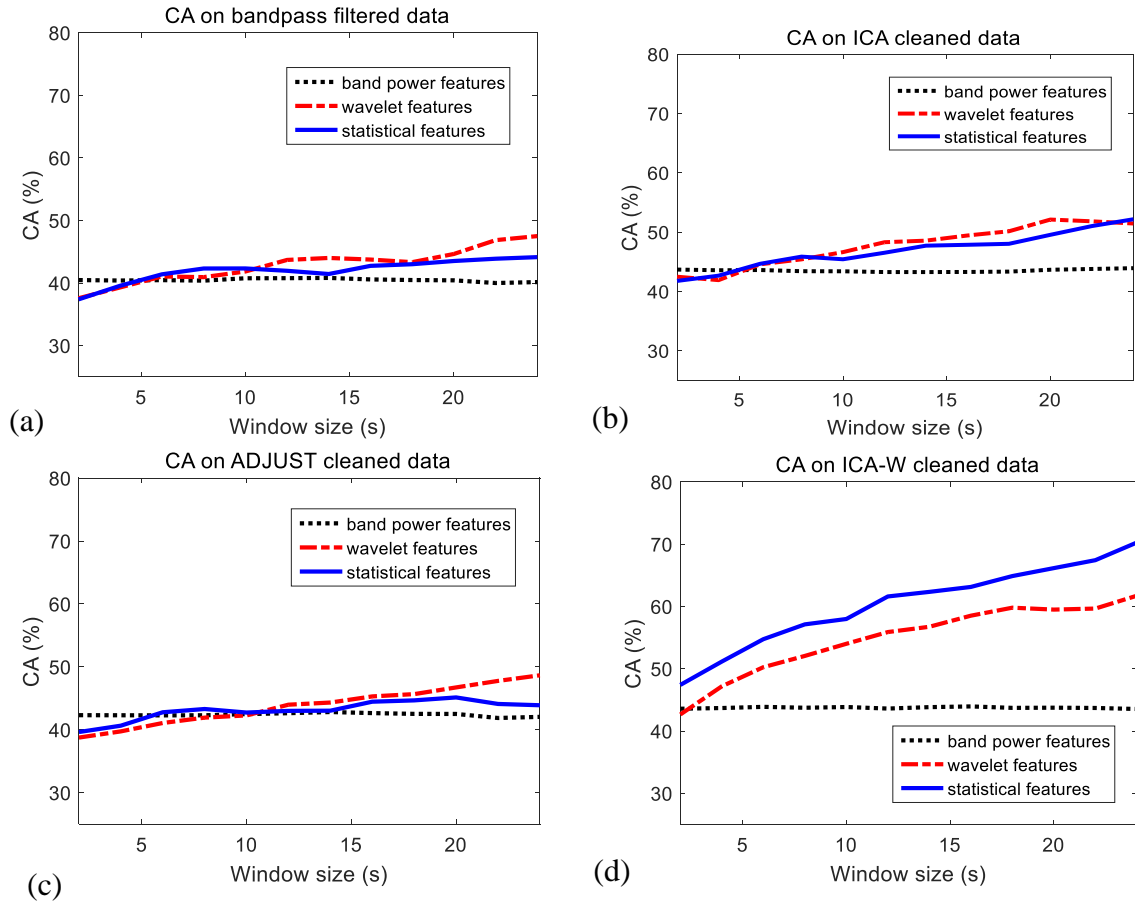 CA on bandpass filtered data
80
70
60
50
40
30
CA (%)
band power features
wavelet features
statistical features
5 10 15 20
Window size (s)
(a)
CA on ICA cleaned data
80
70
60
50
40
30
CA (%)
band power features
wavelet features
statistical features
5 10 15 20
Window size (s)
(b)
CA on ADJUST cleaned data
80
70
60
50
40
30
CA (%)
band power features
wavelet features
statistical features
5 10 15 20
Window size (s)
(c)
CA on ICA-W cleaned data
80
70
60
50
40
30
CA (%)
band power features
wavelet features
statistical features
5 10 15 20
Window size (s)
(d)